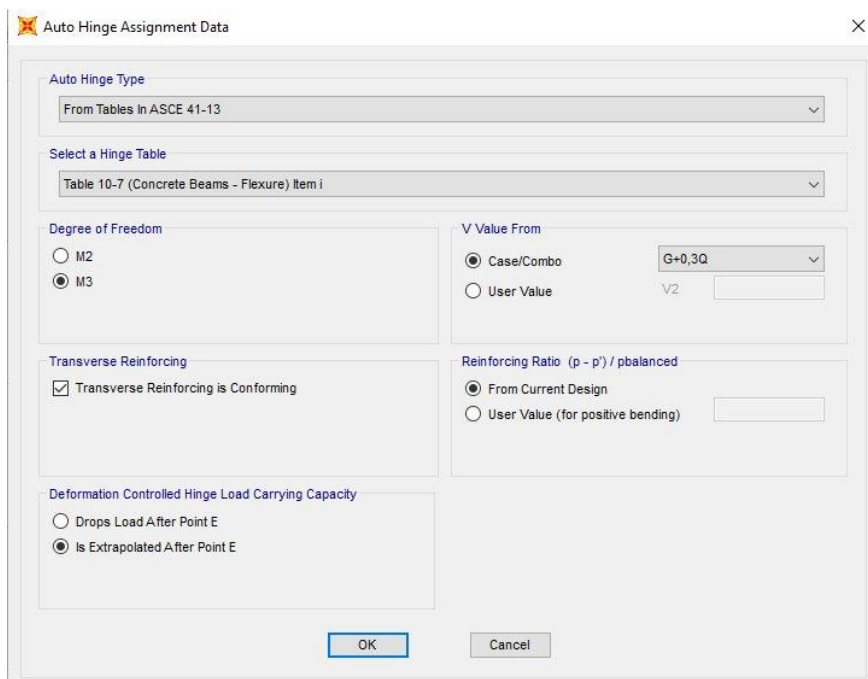 Auto Hinge Assignment Data
Auto Hinge Type
From Tables In ASCE 41-13
Select a Hinge Table
Table 10-7 (Concrete Beams - Flexure) Item i
Degree of Freedom
M2
M3
V Value From
Case/Combo
G+0,3Q
User Value
V2
Transverse Reinforcing
Transverse Reinforcing is Conforming
Reinforcing Ratio (p - p') / pbalanced
From Current Design
User Value (for positive bending)
Deformation Controlled Hinge Load Carrying Capacity
Drops Load After Point E
Is Extrapolated After Point E
OK
Cancel